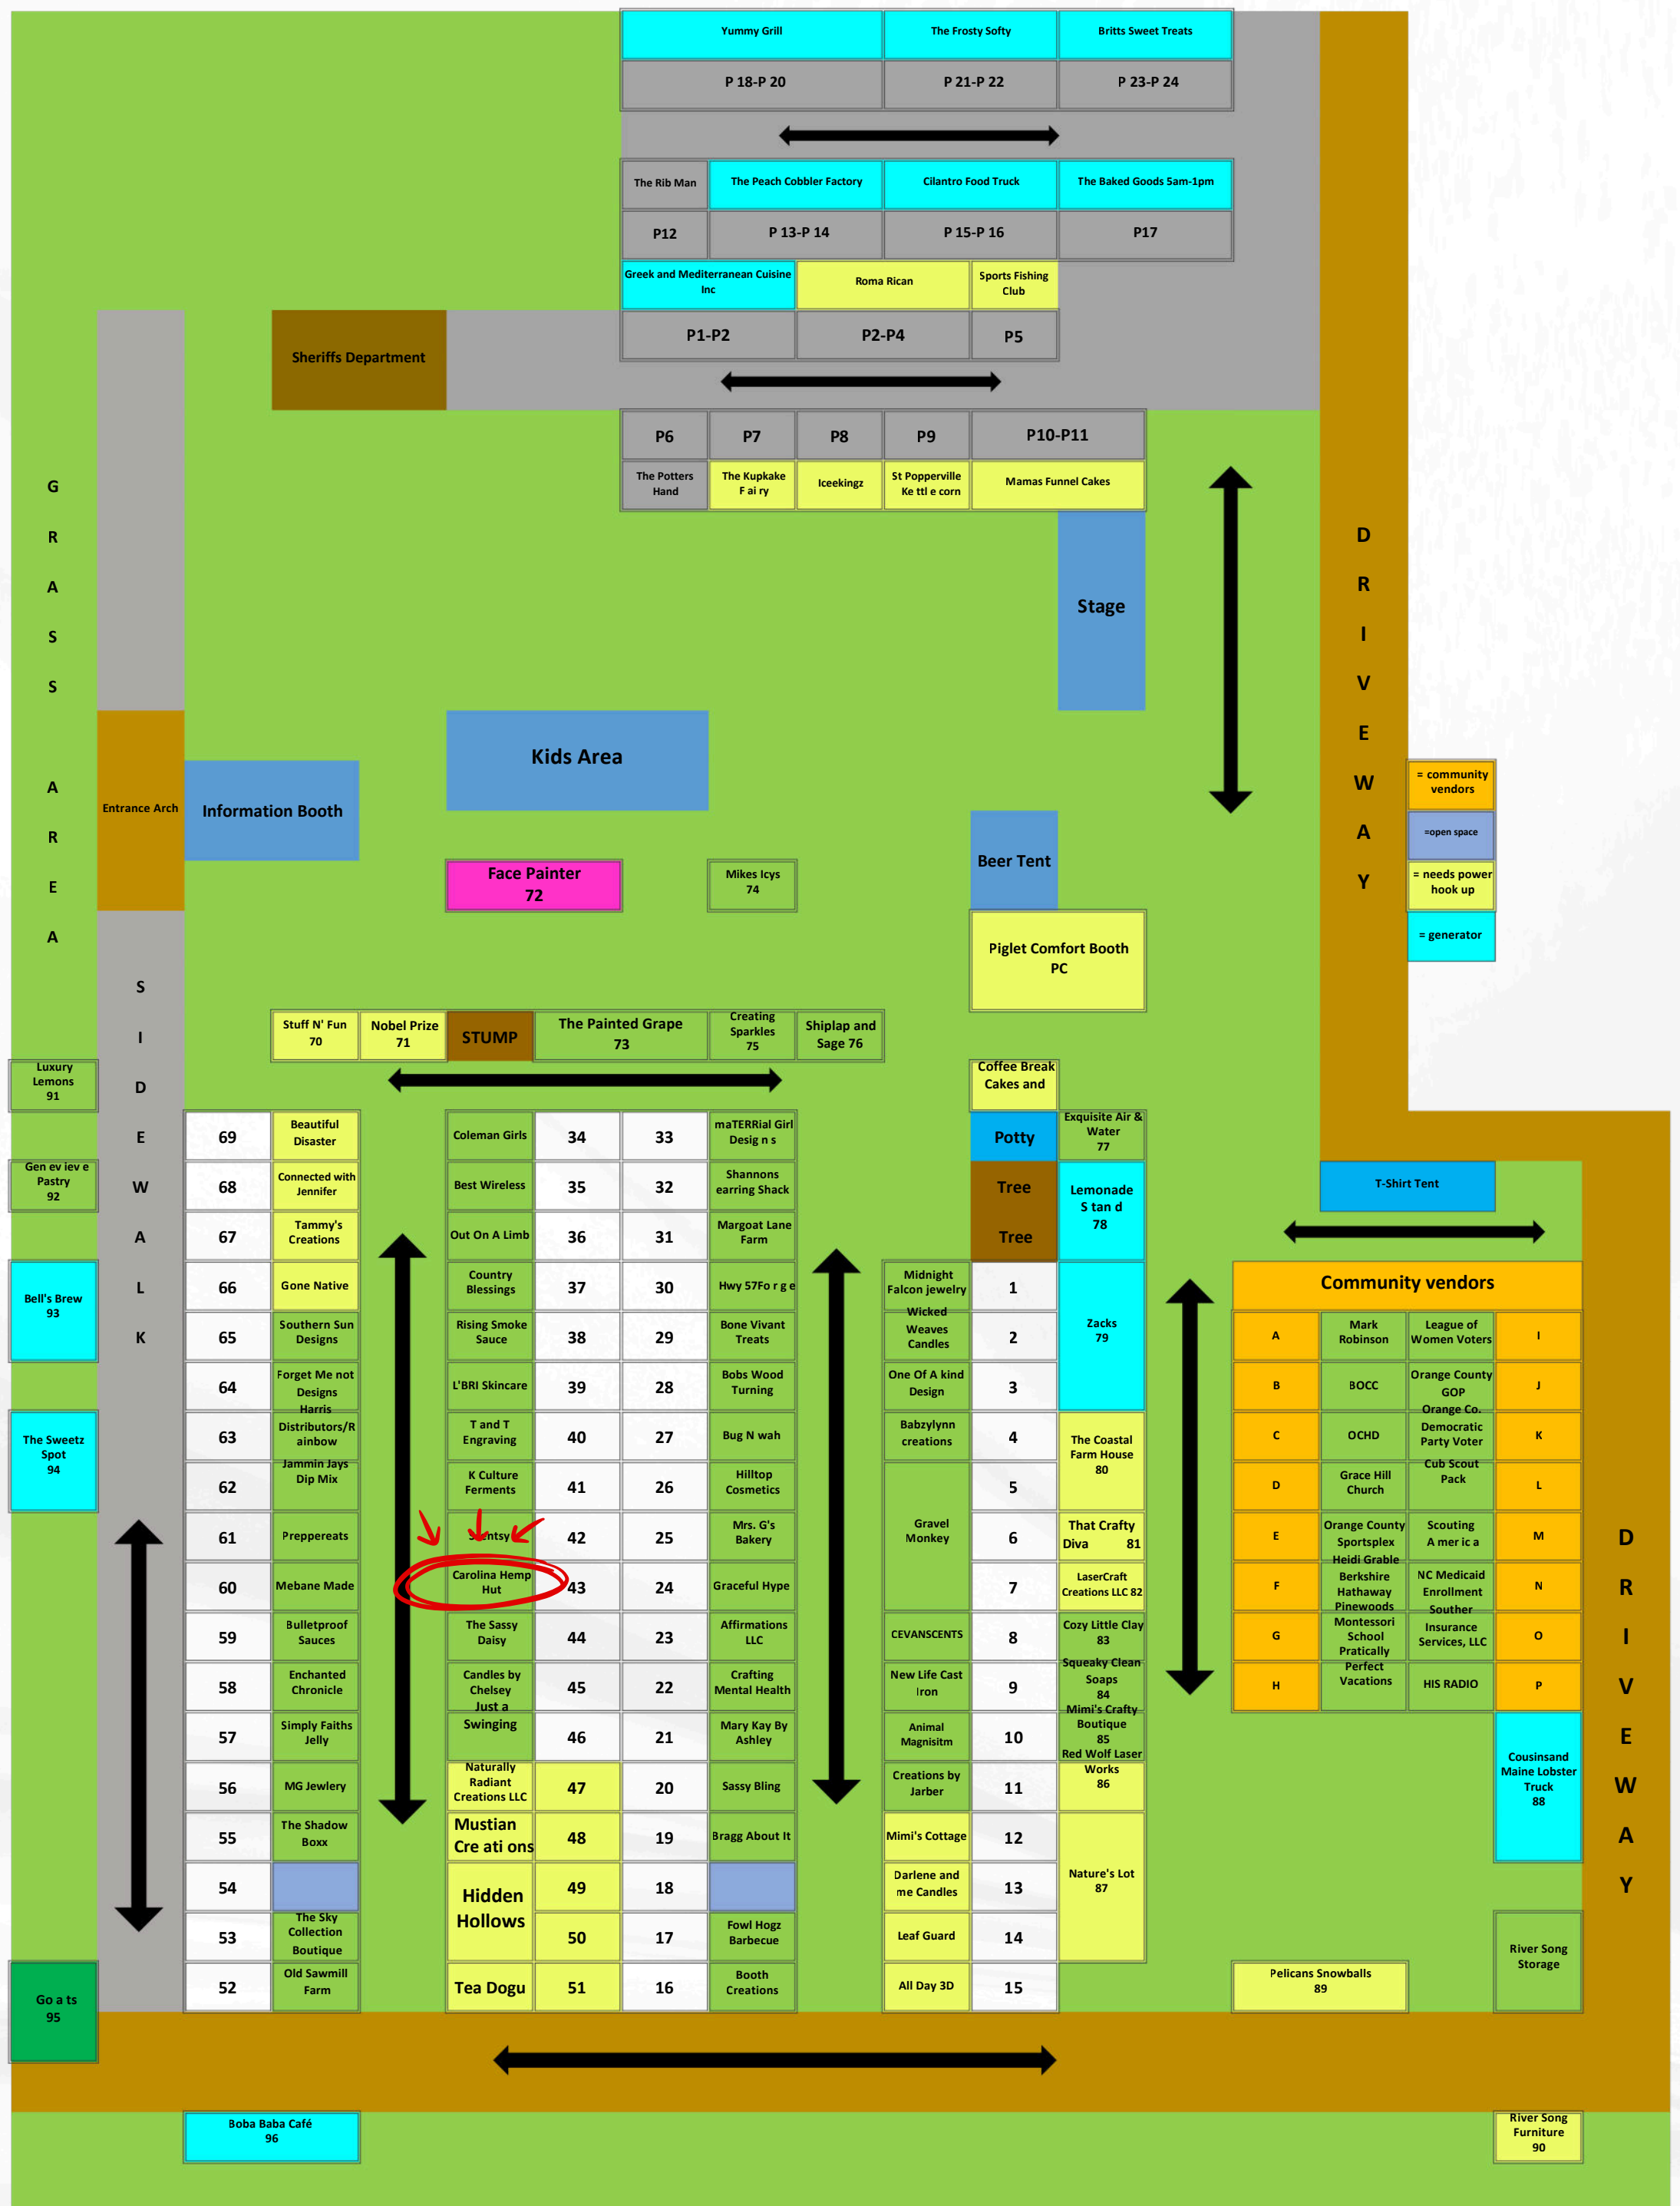 Yummy Grill
The Frosty Softy
Britts Sweet Treats
P 18-P 20
P 21-P 22
P 23-P 24
The Rib Man
The Peach Cobbler Factory
Cilantro Food Truck
The Baked Goods 5am-1pm
P12
P 13-P 14
P 15-P 16
P17
Greek and Mediterranean Cuisine
Inc
Roma Rican
Sports Fishing
Club
P1-P2
P2-P4
P5
Sheriffs Department
P6
P7
P8
P9
P10-P11
The Potters
Hand
The Kupkake
F ai ry
Iceekingz
St Popperville
Ke ttl e corn
Mamas Funnel Cakes
GRASS AREA
DRIVEWAY
Stage
Kids Area
Entrance Arch
Information Booth
Beer Tent
= community
vendors
=open space
= needs power
hook up
= generator
Face Painter
72
Mikes Icys
74
Piglet Comfort Booth
PC
SIDEWALK
Stuff N' Fun
70
Nobel Prize
71
STUMP
The Painted Grape
73
Creating
Sparkles
75
Shiplap and
Sage 76
Coffee Break
Cakes and
Luxury
Lemons
91
Gen ev iev e
Pastry
92
Bell's Brew
93
The Sweetz
Spot
94
Go a ts
95
69
Beautiful
Disaster
68
Connected with
Jennifer
67
Tammy's
Creations
66
Gone Native
65
Southern Sun
Designs
64
Forget Me not
Designs
63
Harris
Distributors/R
ainbow
62
Jammin Jays
Dip Mix
61
Preppereats
60
Mebane Made
59
Bulletproof
Sauces
58
Enchanted
Chronicle
57
Simply Faiths
Jelly
56
MG Jewlery
55
The Shadow
Boxx
54
53
The Sky
Collection
Boutique
52
Old Sawmill
Farm
Coleman Girls
34
33
maTERRial Girl
Desig n s
Best Wireless
35
32
Shannons
earring Shack
Out On A Limb
36
31
Margoat Lane
Farm
Country
Blessings
37
30
Hwy 57Fo r g e
Rising Smoke
Sauce
38
29
Bone Vivant
Treats
L'BRI Skincare
39
28
Bobs Wood
Turning
T and T
Engraving
40
27
Bug N wah
K Culture
Ferments
41
26
Hilltop
Cosmetics
Scentsy
42
25
Mrs. G's
Bakery
Carolina Hemp
Hut
43
24
Graceful Hype
The Sassy
Daisy
44
23
Affirmations
LLC
Candles by
Chelsey
45
22
Crafting
Mental Health
Just a
Swinging
46
21
Mary Kay By
Ashley
Naturally
Radiant
Creations LLC
47
20
Sassy Bling
Mustian
Cre ati ons
48
19
Bragg About It
Hidden
Hollows
49
18
50
17
Fowl Hogz
Barbecue
Tea Dogu
51
16
Booth
Creations
Potty
Exquisite Air &
Water
77
Tree
Tree
Lemonade
S tan d
78
Midnight
Falcon jewelry
1
Zacks
79
Wicked
Weaves
Candles
2
One Of A kind
Design
3
Babzylynn
creations
4
The Coastal
Farm House
80
Gravel
Monkey
5
6
That Crafty
Diva 81
7
LaserCraft
Creations LLC 82
CEVANSCENTS
8
Cozy Little Clay
83
New Life Cast
Iron
9
Squeaky Clean
Soaps
84
Animal
Magnisitm
10
Mimi's Crafty
Boutique
85
Creations by
Jarber
11
Red Wolf Laser
Works
86
Mimi's Cottage
12
Nature's Lot
87
Darlene and
me Candles
13
Leaf Guard
14
All Day 3D
15
T-Shirt Tent
Community vendors
A
Mark
Robinson
League of
Women Voters
I
B
BOCC
Orange County
GOP
J
C
OCHD
Orange Co.
Democratic
Party Voter
K
D
Grace Hill
Church
Cub Scout
Pack
L
E
Orange County
Sportsplex
Scouting
A mer ic a
M
F
Heidi Grable
Berkshire
Hathaway
NC Medicaid
Enrollment
N
G
Pinewoods
Montessori
School
Souther
Insurance
Services, LLC
O
H
Pratically
Perfect
Vacations
HIS RADIO
P
DRIVEWAY
Cousinsand
Maine Lobster
Truck
88
River Song
Storage
Pelicans Snowballs
89
Boba Baba Café
96
River Song
Furniture
90